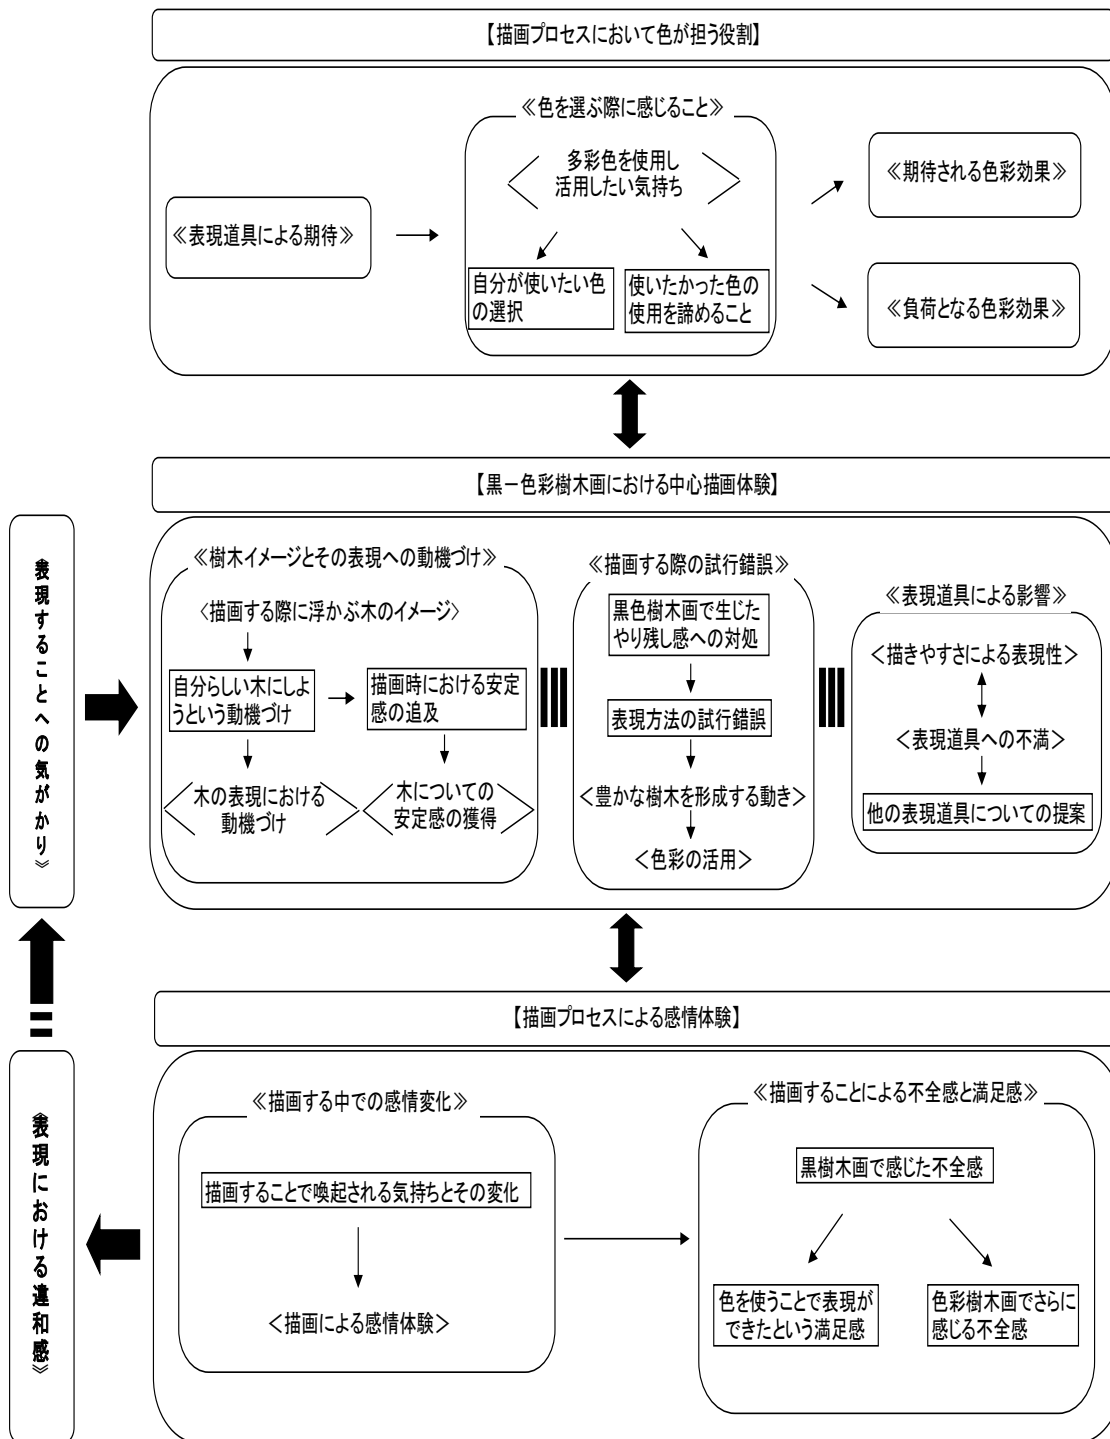 【描画プロセスにおいて色が担う役割】
《色を選ぶ際に感じること》
多彩色を使用し
活用したい気持ち
《期待される色彩効果》
《表現道具による期待》
自分が使いたい色
の選択
使いたかった色の
使用を諦めること
《負荷となる色彩効果》
【黒－色彩樹木画における中心描画体験】
《表現することへの気がかり》
《樹木イメージとその表現への動機づけ》
〈描画する際に浮かぶ木のイメージ〉
自分らしい木にしよ
うという動機づけ
描画時における安定
感の追及
木の表現における
動機づけ
木についての
安定感の獲得
《描画する際の試行錯誤》
黒色樹木画で生じた
やり残し感への対処
表現方法の試行錯誤
＜豊かな樹木を形成する動き＞
＜色彩の活用＞
《表現道具による影響》
＜描きやすさによる表現性＞
＜表現道具への不満＞
他の表現道具についての提案
【描画プロセスによる感情体験】
《表現における違和感》
《描画する中での感情変化》
描画することで喚起される気持ちとその変化
＜描画による感情体験＞
《描画することによる不全感と満足感》
黒樹木画で感じた不全感
色を使うことで表現が
できたという満足感
色彩樹木画でさらに
感じる不全感